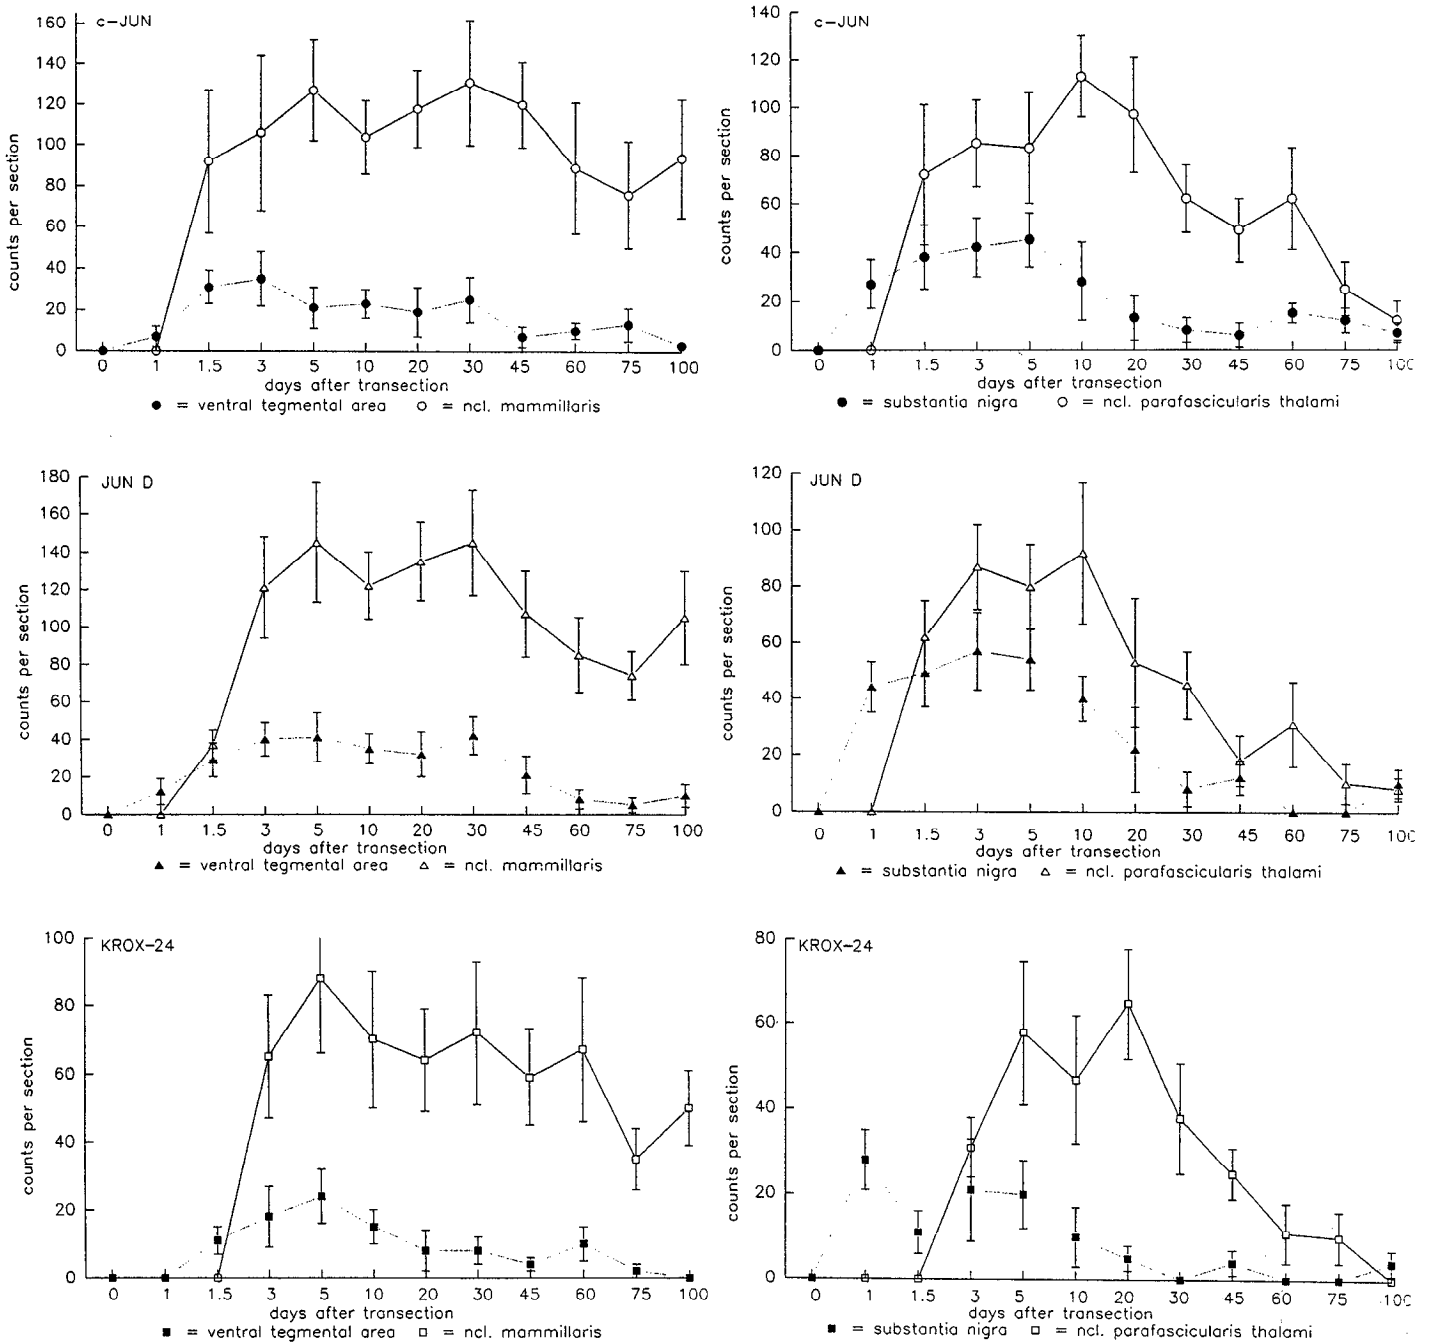 c-JUN
160
140
120
100
80
60
40
20
0
counts per section
0 1 1.5 3 5 10 20 30 45 60 75 100
days after transection
● = ventral tegmental area ○ = ncl. mammillaris
c-JUN
140
120
100
80
60
40
20
0
counts per section
0 1 1.5 3 5 10 20 30 45 60 75 100
days after transection
● = substantia nigra ○ = ncl. parafascicularis thalami
JUN D
180
160
140
120
100
80
60
40
20
0
counts per section
0 1 1.5 3 5 10 20 30 45 60 75 100
days after transection
▲ = ventral tegmental area △ = ncl. mammillaris
JUN D
120
100
80
60
40
20
0
counts per section
0 1 1.5 3 5 10 20 30 45 60 75 100
days after transection
▲ = substantia nigra △ = ncl. parafascicularis thalami
KROX-24
100
80
60
40
20
0
counts per section
0 1 1.5 3 5 10 20 30 45 60 75 100
days after transection
■ = ventral tegmental area □ = ncl. mammillaris
KROX-24
80
60
40
20
0
counts per section
0 1 1.5 3 5 10 20 30 45 60 75 100
days after transection
■ = substantia nigra □ = ncl. parafascicularis thalami